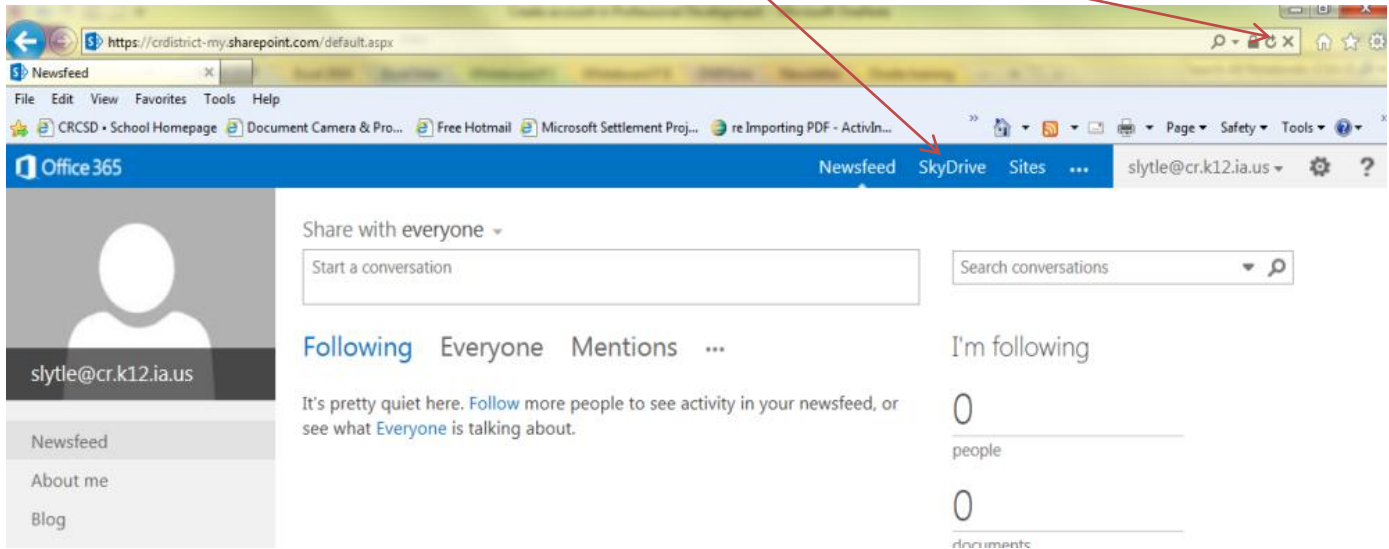 https://crdistrict-my.sharepoint.com/default.aspx
Newsfeed
File Edit View Favorites Tools Help
CRCSD • School Homepage Document Camera & Pro... Free Hotmail Microsoft Settlement Proj... re Importing PDF - ActivIn... » Page Safety Tools
Office 365 Newsfeed SkyDrive Sites ... slytle@cr.k12.ia.us ?
Share with everyone
Start a conversation
Search conversations
Following Everyone Mentions ...
I'm following
slytle@cr.k12.ia.us
It's pretty quiet here. Follow more people to see activity in your newsfeed, or
see what Everyone is talking about.
0
people
Newsfeed
About me
Blog
0
documents